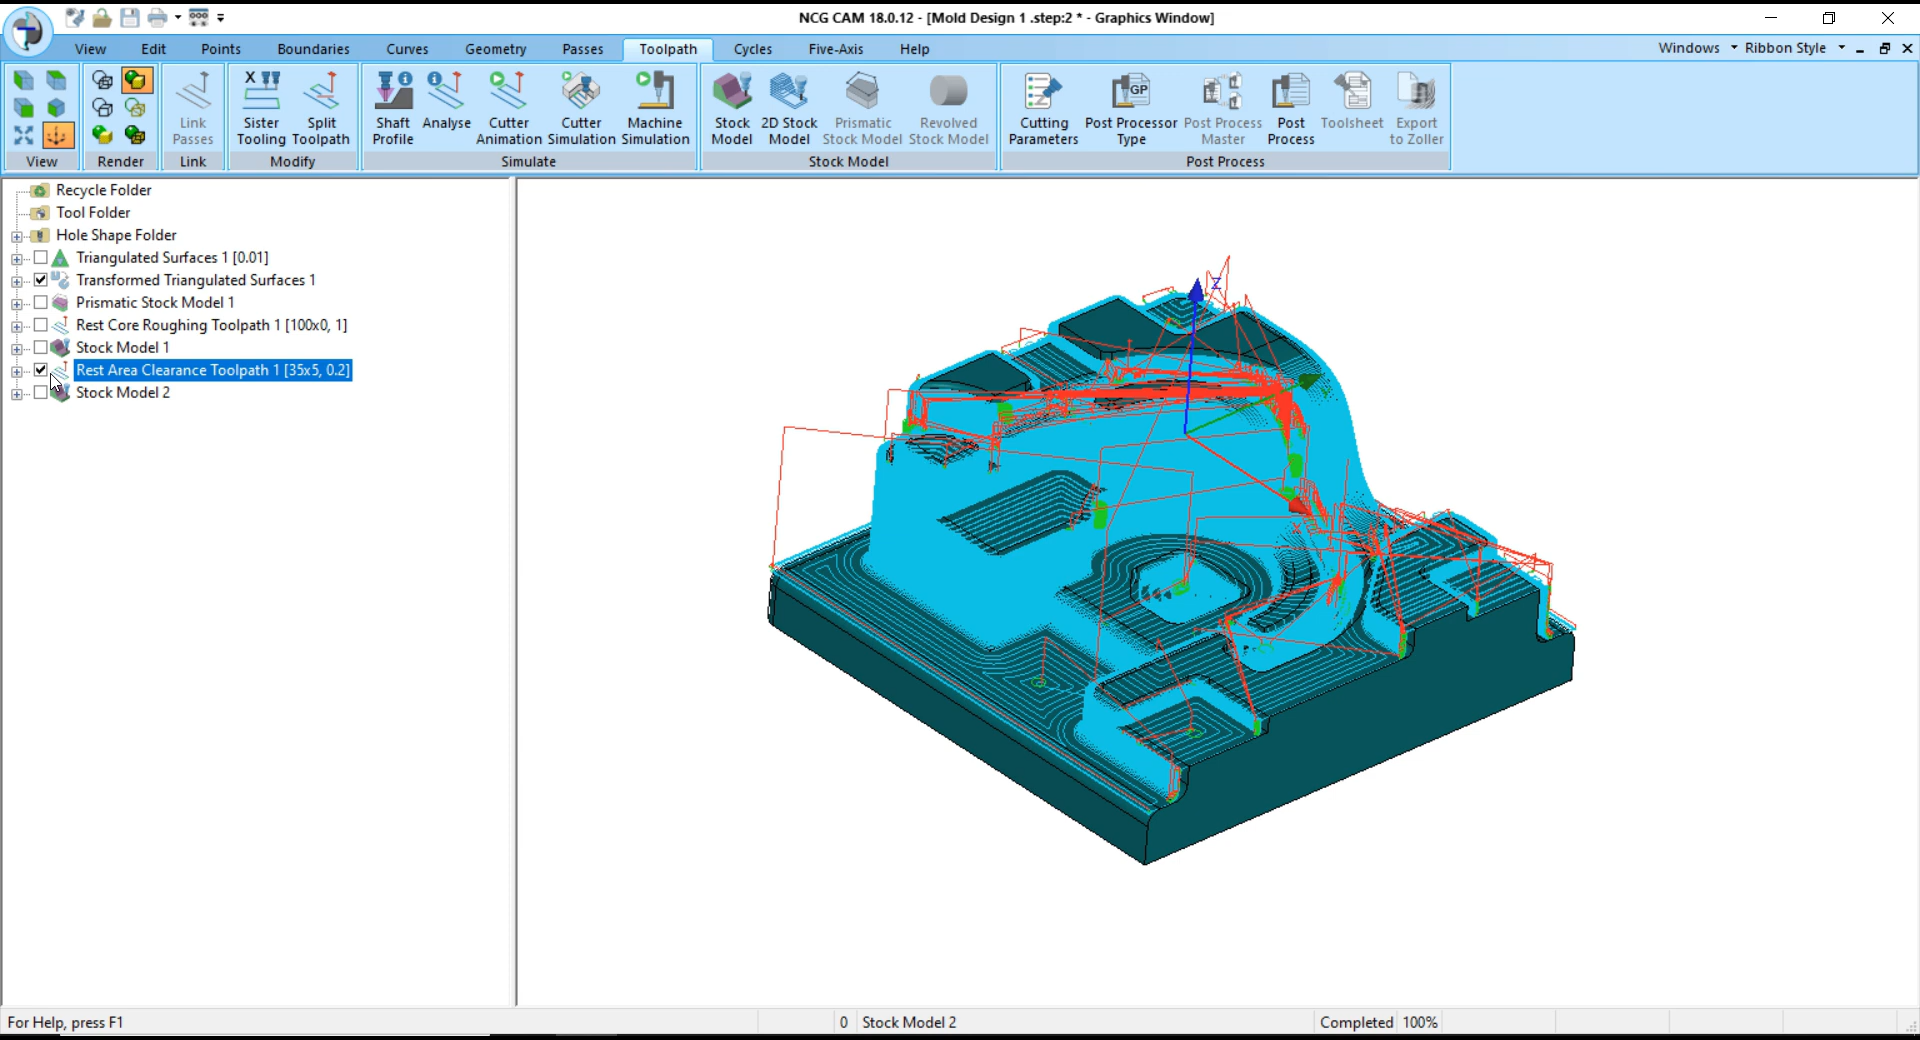 NCG CAM 18.0.12 - [Mold Design 1 .step:2 * - Graphics Window]
View Edit Points Boundaries Curves Geometry Passes Toolpath Cycles Five-Axis Help Windows Ribbon Style
Link Passes
X
Sister Tooling
Split Toolpath
Shaft Profile
Analyse
Cutter Animation
Cutter Simulation
Machine Simulation
Stock Model
2D Stock Model
Prismatic Stock Model
Revolved Stock Model
Cutting Parameters
GP
Post Processor Type
Post Process Master
Post Process
Toolsheet
Export to Zoller
View Render Link Modify Simulate Stock Model Post Process
Recycle Folder
Tool Folder
Hole Shape Folder
Triangulated Surfaces 1 [0.01]
Transformed Triangulated Surfaces 1
Prismatic Stock Model 1
Rest Core Roughing Toolpath 1 [100x0, 1]
Stock Model 1
Rest Area Clearance Toolpath 1 [35x5, 0.2]
Stock Model 2
Z
X
For Help, press F1
0 Stock Model 2 Completed 100%